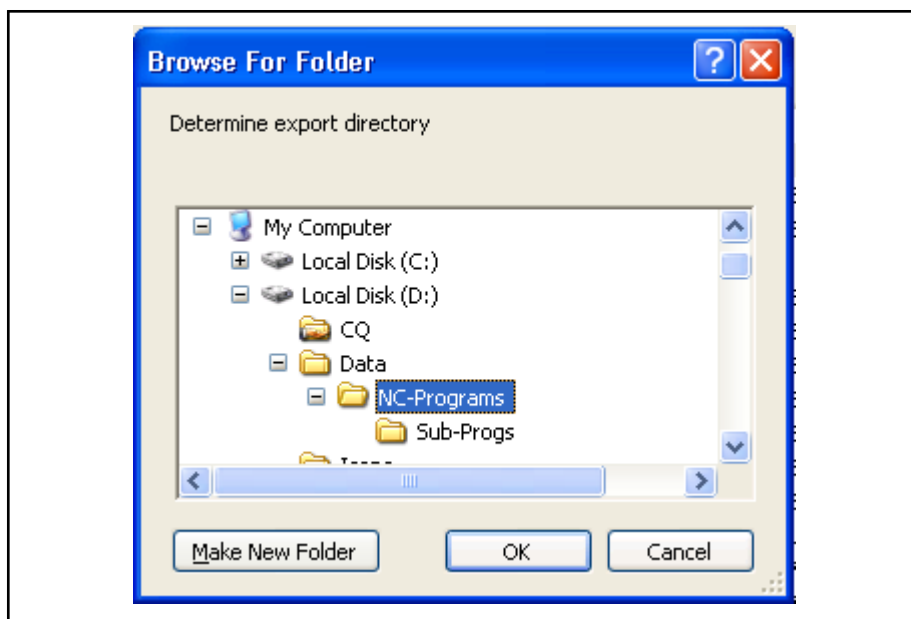 Browse For Folder
Determine export directory
My Computer
Local Disk (C:)
Local Disk (D:)
CQ
Data
NC-Programs
Sub-Progs
Make New Folder
OK
Cancel